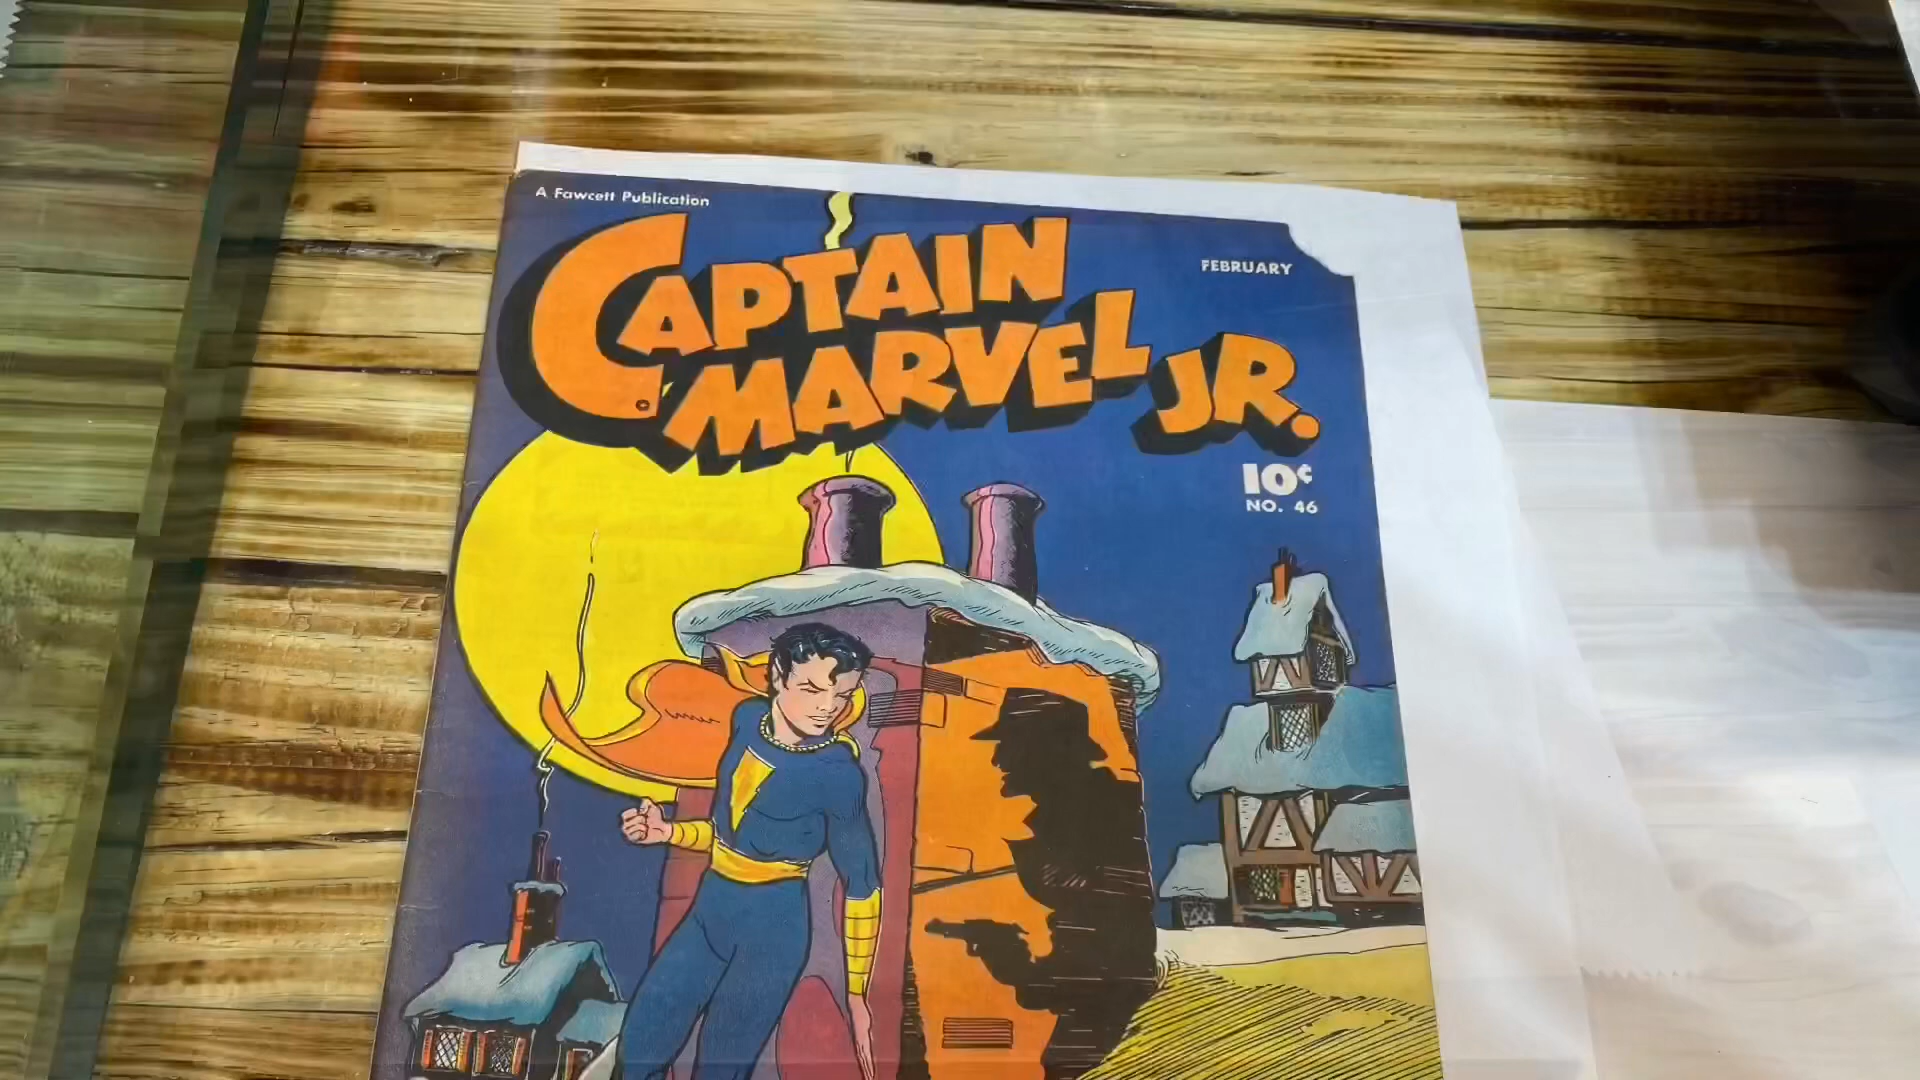 A Fawcett Publication
CAPTAIN
MARVEL JR.
FEBRUARY
10¢
NO. 46